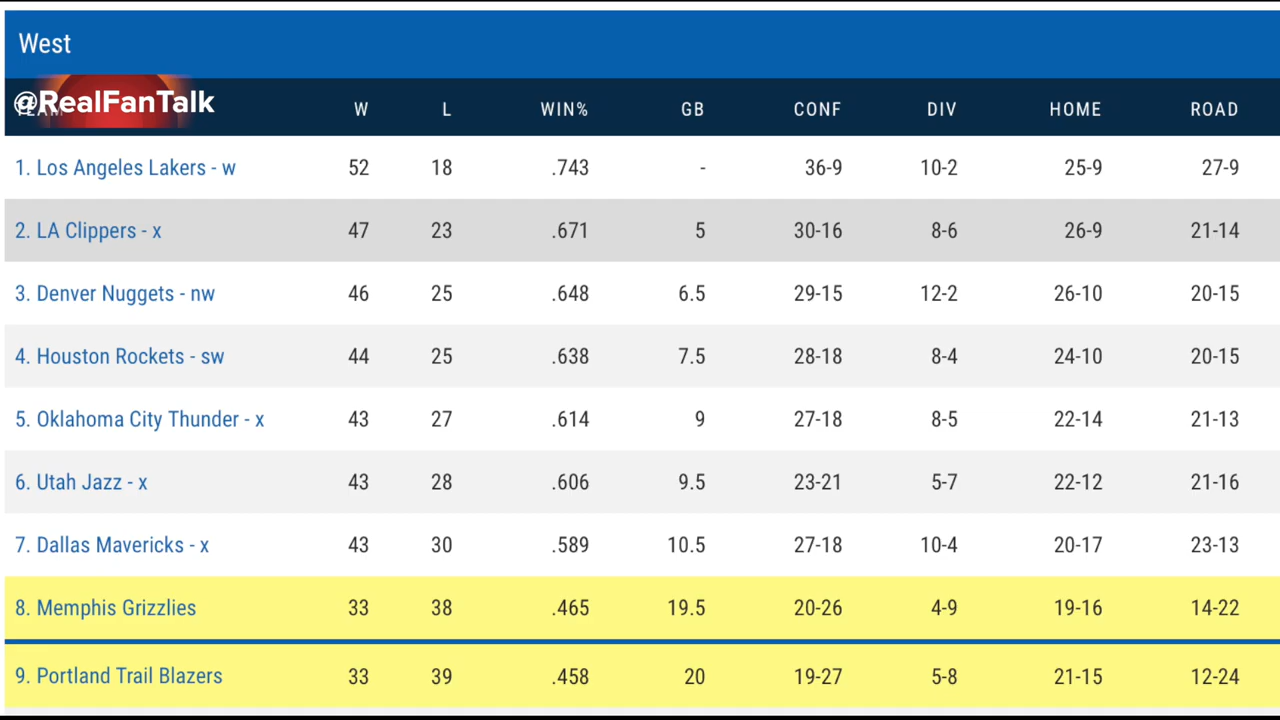 West
@RealFanTalk
TEAM W L WIN% GB CONF DIV HOME ROAD
1. Los Angeles Lakers - w 52 18 .743 - 36-9 10-2 25-9 27-9
2. LA Clippers - x 47 23 .671 5 30-16 8-6 26-9 21-14
3. Denver Nuggets - nw 46 25 .648 6.5 29-15 12-2 26-10 20-15
4. Houston Rockets - sw 44 25 .638 7.5 28-18 8-4 24-10 20-15
5. Oklahoma City Thunder - x 43 27 .614 9 27-18 8-5 22-14 21-13
6. Utah Jazz - x 43 28 .606 9.5 23-21 5-7 22-12 21-16
7. Dallas Mavericks - x 43 30 .589 10.5 27-18 10-4 20-17 23-13
8. Memphis Grizzlies 33 38 .465 19.5 20-26 4-9 19-16 14-22
9. Portland Trail Blazers 33 39 .458 20 19-27 5-8 21-15 12-24